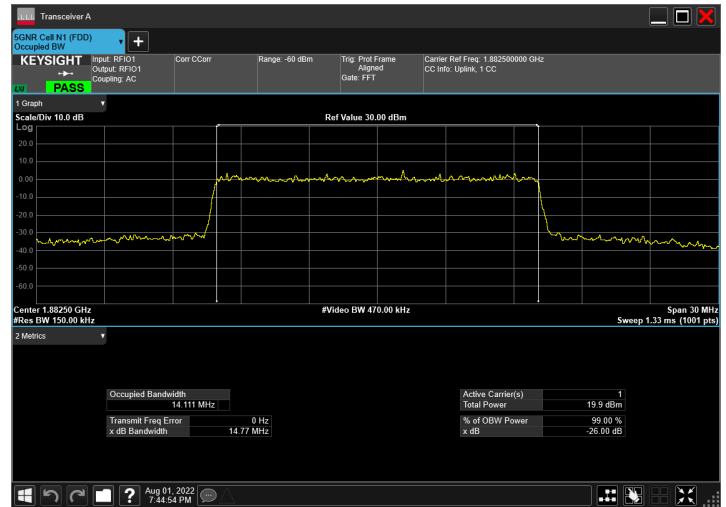 Transceiver A
5GNR Cell N1 (FDD)
Occupied BW
KEYSIGHT
LXI
PASS
Input: RFIO1
Output: RFIO1
Coupling: AC
Corr CCorr
Range: -60 dBm
Trig: Prot Frame
Aligned
Gate: FFT
Carrier Ref Freq: 1.882500000 GHz
CC Info: Uplink, 1 CC
1 Graph
Scale/Div 10.0 dB
Ref Value 30.00 dBm
Log
20.0
10.0
0.00
-10.0
-20.0
-30.0
-40.0
-50.0
-60.0
Center 1.88250 GHz
#Video BW 470.00 kHz
Span 30 MHz
#Res BW 150.00 kHz
Sweep 1.33 ms (1001 pts)
2 Metrics
Occupied Bandwidth
14.111 MHz
Transmit Freq Error 0 Hz
x dB Bandwidth 14.77 MHz
Active Carrier(s) 1
Total Power 19.9 dBm
% of OBW Power 99.00 %
x dB -26.00 dB
Aug 01, 2022
7:44:54 PM